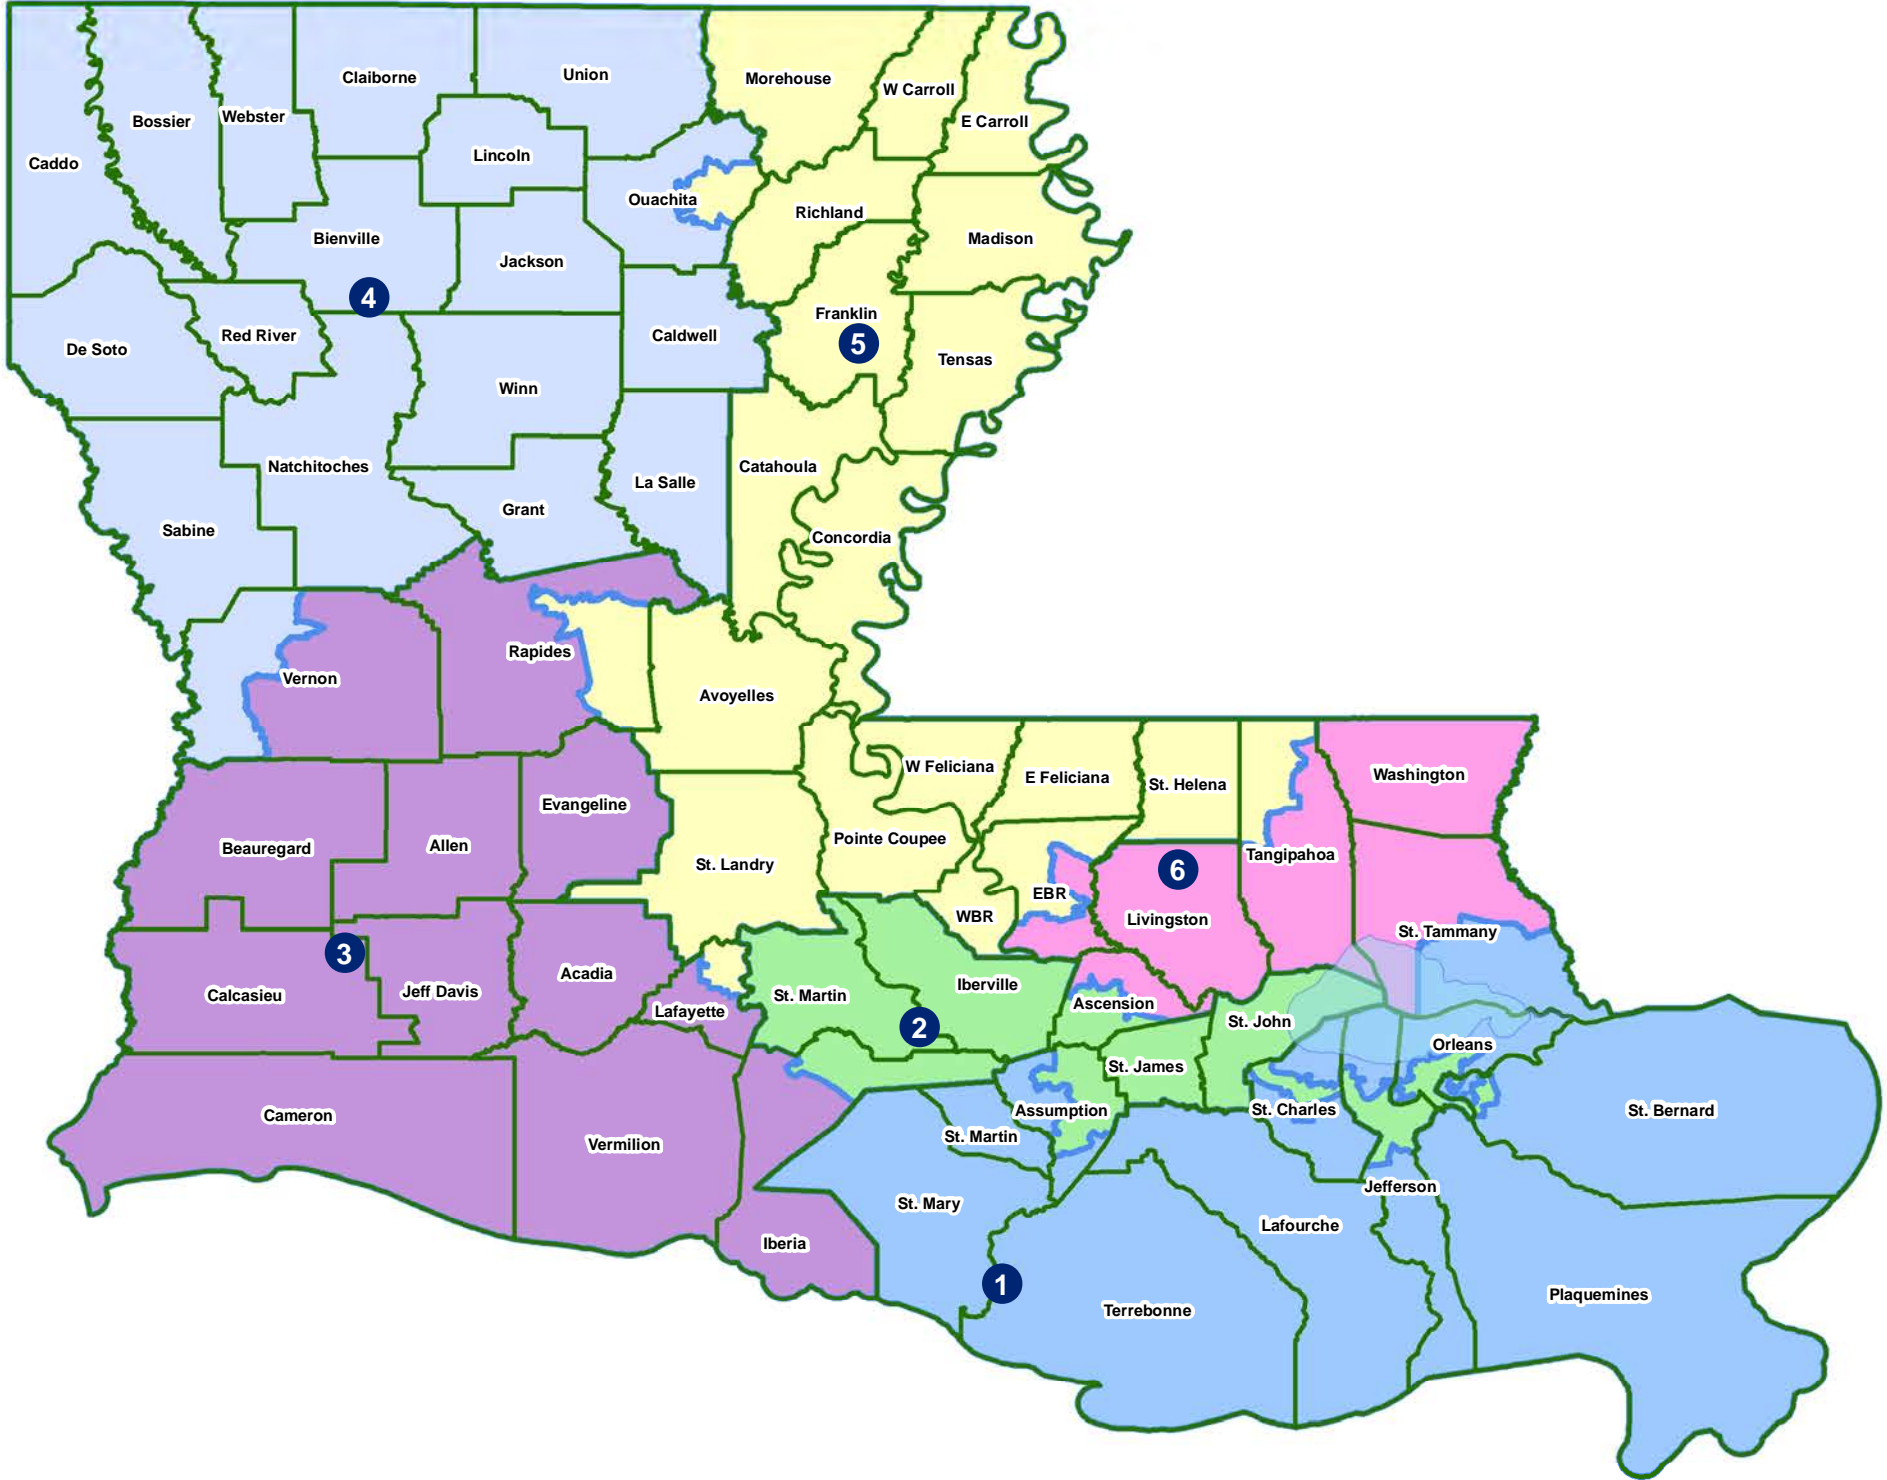 Claiborne
Union
Morehouse
W Carroll
Bossier
Webster
E Carroll
Caddo
Lincoln
Ouachita
Richland
Bienville
Jackson
Madison
4
Franklin
5
De Soto
Red River
Caldwell
Tensas
Winn
Natchitoches
La Salle
Catahoula
Sabine
Grant
Concordia
Vernon
Rapides
Avoyelles
W Feliciana
E Feliciana
St. Helena
Washington
Evangeline
Beauregard
Allen
St. Landry
Pointe Coupee
6
Tangipahoa
EBR
WBR
Livingston
St. Tammany
3
Acadia
Calcasieu
Jeff Davis
Lafayette
St. Martin
Iberville
2
Ascension
St. John
Orleans
St. James
Cameron
Vermilion
Assumption
St. Charles
St. Bernard
St. Martin
St. Mary
Jefferson
Lafourche
Iberia
1
Terrebonne
Plaquemines